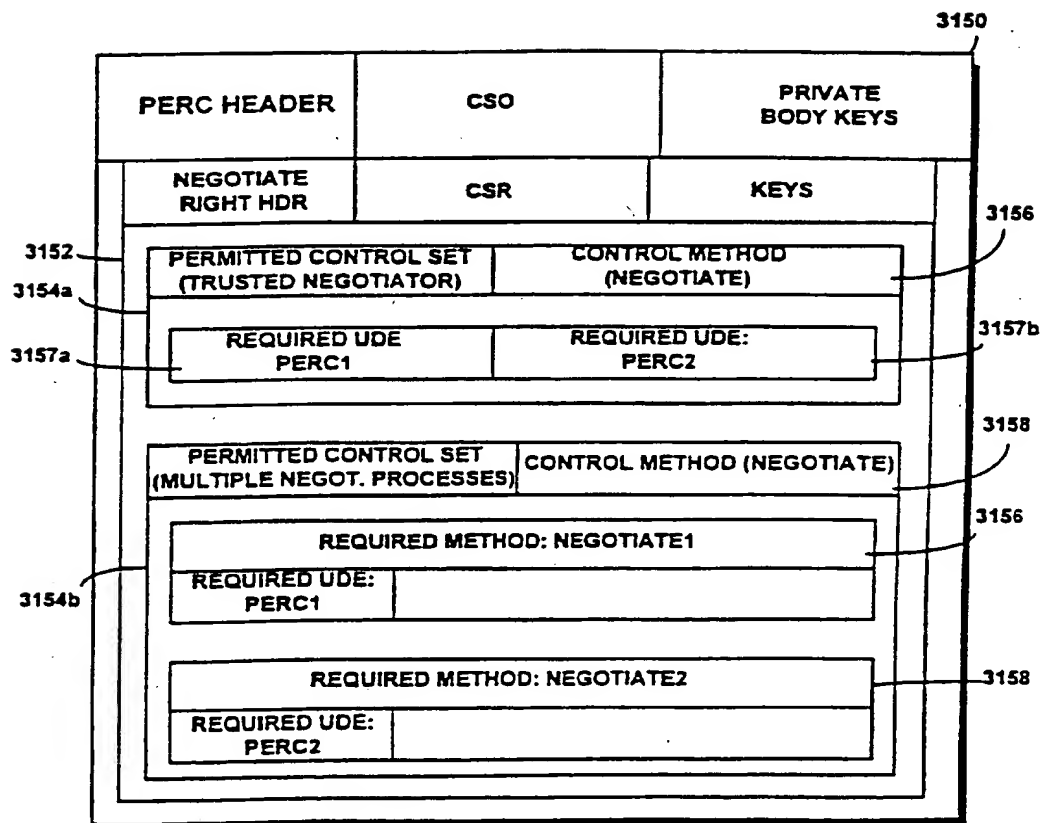 3150
PERC HEADER
CSO
PRIVATE
BODY KEYS
NEGOTIATE
RIGHT HDR
CSR
KEYS
3152
3156
PERMITTED CONTROL SET
(TRUSTED NEGOTIATOR)
CONTROL METHOD
(NEGOTIATE)
3154a
REQUIRED UDE
PERC1
REQUIRED UDE:
PERC2
3157a
3157b
3158
PERMITTED CONTROL SET
(MULTIPLE NEGOT. PROCESSES)
CONTROL METHOD (NEGOTIATE)
3156
REQUIRED METHOD: NEGOTIATE1
3154b
REQUIRED UDE:
PERC1
REQUIRED METHOD: NEGOTIATE2
3158
REQUIRED UDE:
PERC2